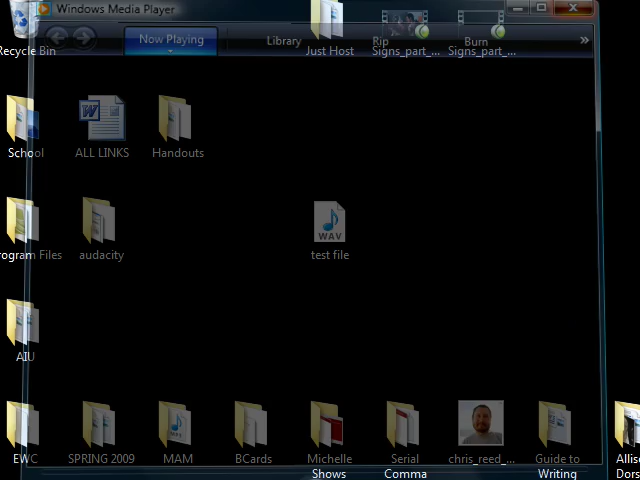 Windows Media Player
Now Playing
Library
Rip
Burn
»
Recycle Bin
Just Host
Signs_part_...
Signs_part_...
School
ALL LINKS
Handouts
rogram Files
audacity
WAV
test file
AIU
EWC
SPRING 2009
MAM
BCards
Michelle
Shows
Serial
Comma
chris_reed_...
Guide to
Writing
Allis
Dors